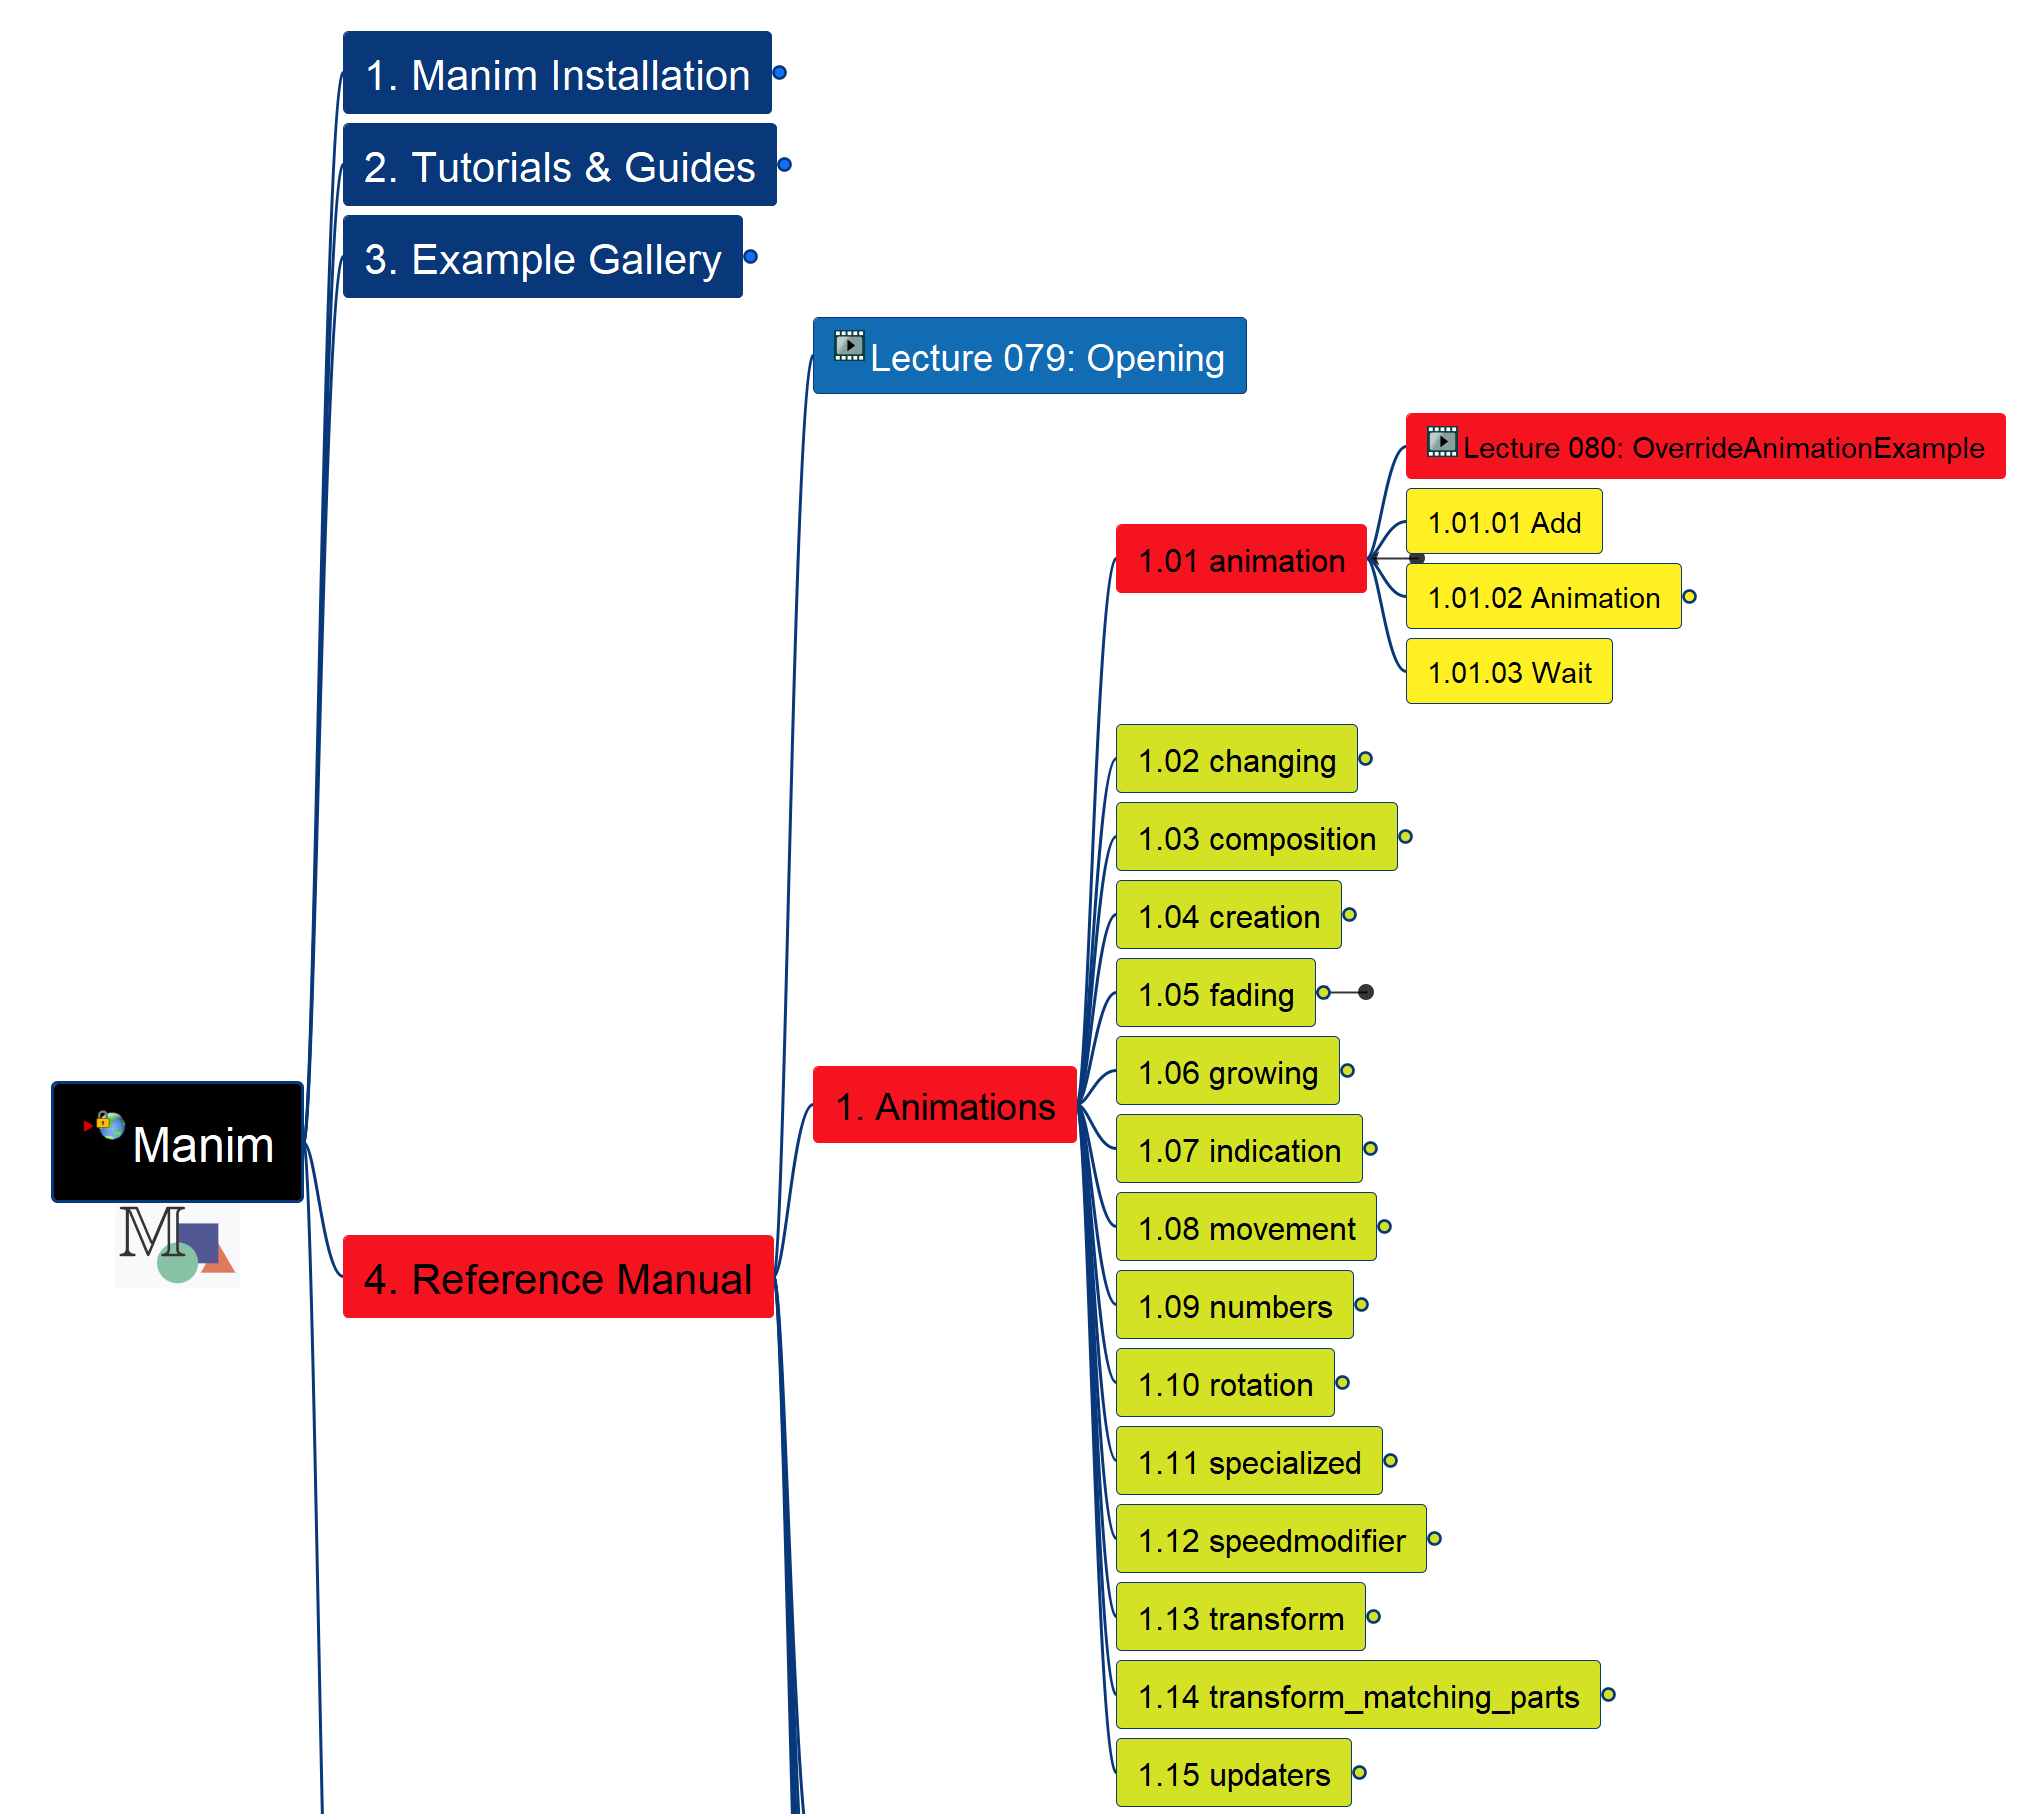 1. Manim Installation
2. Tutorials & Guides
3. Example Gallery
Lecture 079: Opening
Lecture 080: OverrideAnimationExample
1.01.01 Add
1.01 animation
1.01.02 Animation
1.01.03 Wait
1.02 changing
1.03 composition
1.04 creation
1.05 fading
1.06 growing
1. Animations
1.07 indication
Manim
M
1.08 movement
4. Reference Manual
1.09 numbers
1.10 rotation
1.11 specialized
1.12 speedmodifier
1.13 transform
1.14 transform_matching_parts
1.15 updaters